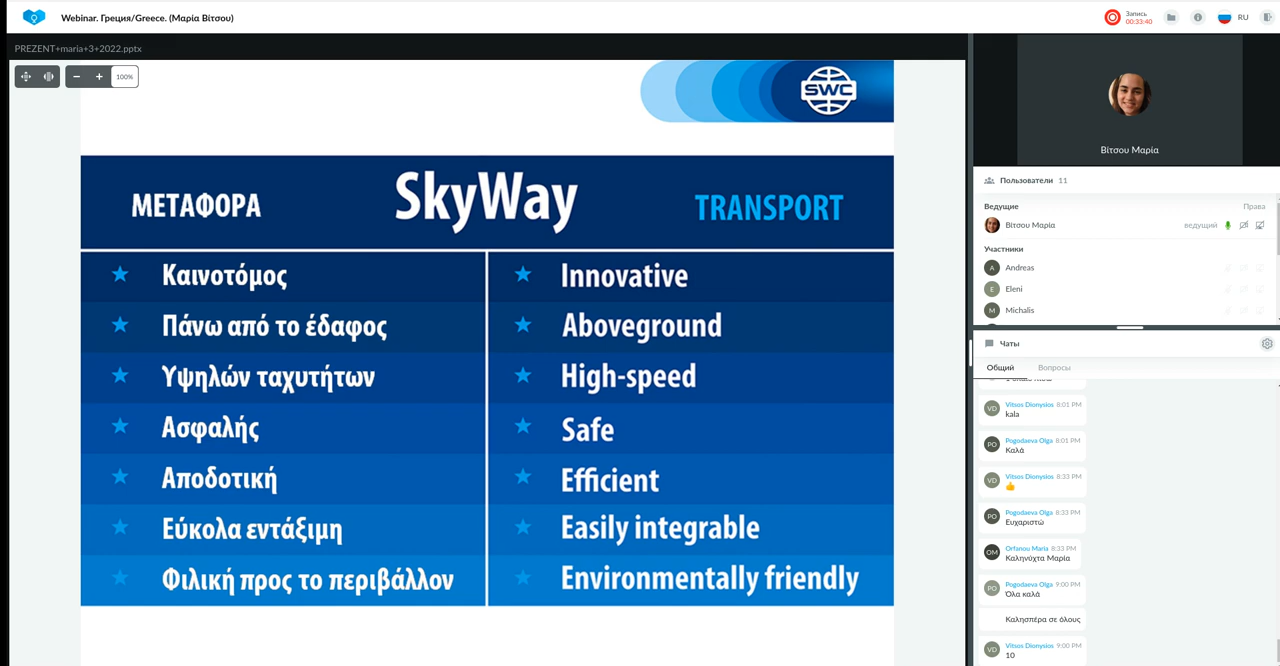 Webinar. Греция/Greece. (Μαρία Βίτσου)
Запись
00:33:40
RU
PREZENT+maria+3+2022.pptx
100%
SWC
ΜΕΤΑΦΟΡΑ
SkyWay
TRANSPORT
Καινοτόμος
Innovative
Πάνω από το έδαφος
Aboveground
Υψηλών ταχυτήτων
High-speed
Ασφαλής
Safe
Αποδοτική
Efficient
Εύκολα εντάξιμη
Easily integrable
Φιλική προς το περιβάλλον
Environmentally friendly
Βίτσου Μαρία
Пользователи 11
Ведущие
Права
Βίτσου Μαρία
ведущий
Участники
A
Andreas
E
Eleni
M
Michalis
Чаты
Общий
Вопросы
VD
Vitsos Dionysios 8:01 PM
kala
PO
Pogodaeva Olga 8:01 PM
Καλά
VD
Vitsos Dionysios 8:33 PM
👍
PO
Pogodaeva Olga 8:33 PM
Ευχαριστώ
OM
Orfanou Maria 8:33 PM
Καληνύχτα Μαρία
PO
Pogodaeva Olga 9:00 PM
Όλα καλά
Καλησπέρα σε όλους
VD
Vitsos Dionysios 9:00 PM
10